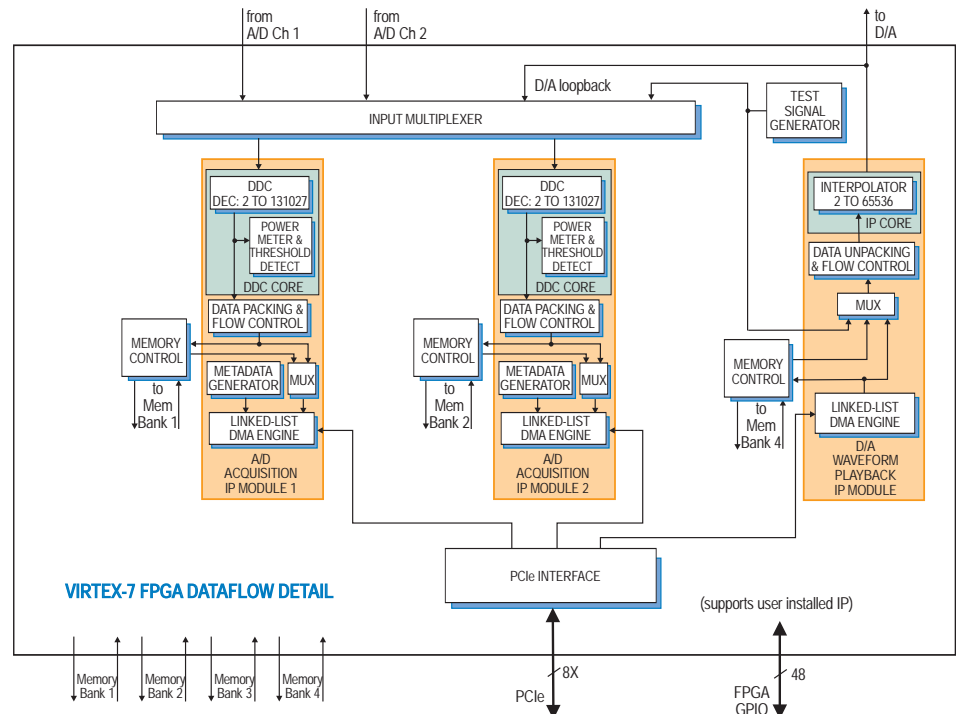 from
A/D Ch 1
from
A/D Ch 2
to
D/A
D/A loopback
INPUT MULTIPLEXER
TEST
SIGNAL
GENERATOR
DDC
DEC: 2 TO 131027
POWER
METER &
THRESHOLD
DETECT
DDC CORE
DATA PACKING &
FLOW CONTROL
MEMORY
CONTROL
METADATA
GENERATOR
MUX
to
Mem
Bank 1
LINKED-LIST
DMA ENGINE
A/D
ACQUISITION
IP MODULE 1
DDC
DEC: 2 TO 131027
POWER
METER &
THRESHOLD
DETECT
DDC CORE
DATA PACKING &
FLOW CONTROL
MEMORY
CONTROL
METADATA
GENERATOR
MUX
to
Mem
Bank 2
LINKED-LIST
DMA ENGINE
A/D
ACQUISITION
IP MODULE 2
INTERPOLATOR
2 TO 65536
IP CORE
DATA UNPACKING
& FLOW CONTROL
MUX
MEMORY
CONTROL
to
Mem
Bank 4
LINKED-LIST
DMA ENGINE
D/A
WAVEFORM
PLAYBACK
IP MODULE
PCIe INTERFACE
VIRTEX-7 FPGA DATAFLOW DETAIL
(supports user installed IP)
Memory
Bank 1
Memory
Bank 2
Memory
Bank 3
Memory
Bank 4
8X
PCIe
48
FPGA
GPIO